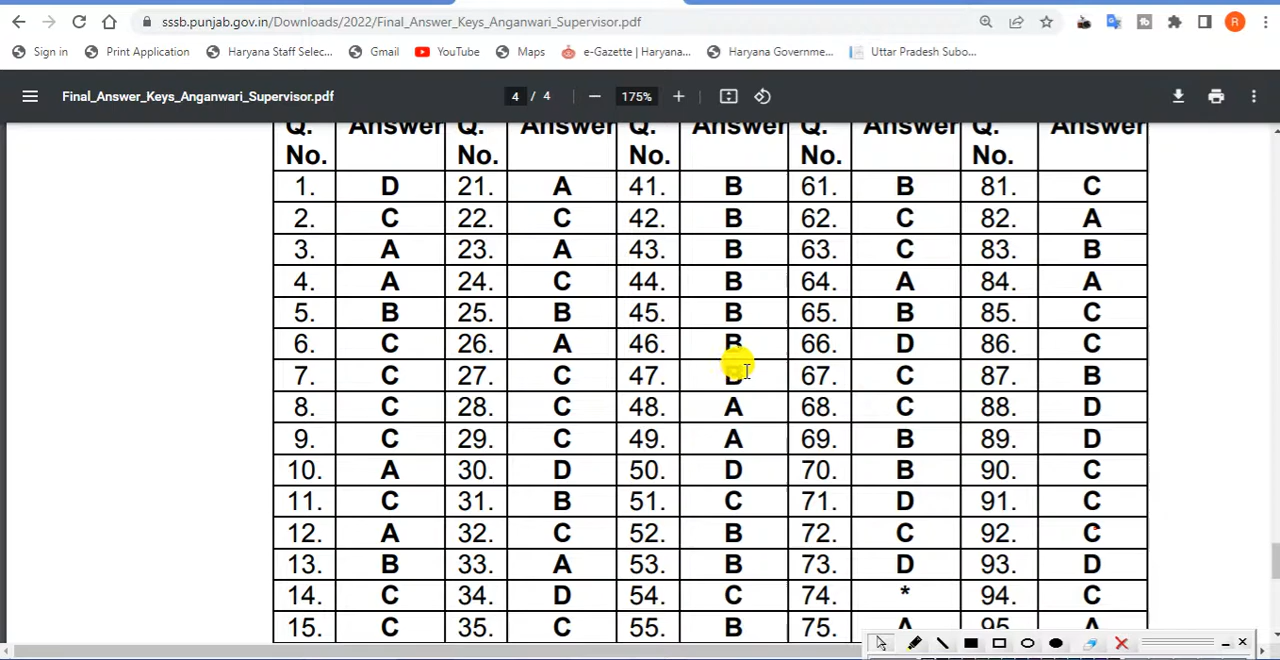 sssb.punjab.gov.in/Downloads/2022/Final_Answer_Keys_Anganwari_Supervisor.pdf
R
Sign in Print Application Haryana Staff Selec... Gmail YouTube Maps e-Gazette | Haryana... Haryana Governme... Uttar Pradesh Subo...
Final_Answer_Keys_Anganwari_Supervisor.pdf 4 / 4 175%
Q. Answer Q. Answer Q. Answer Q. Answer Q. Answer
No. No. No. No. No.
1. D 21. A 41. B 61. B 81. C
2. C 22. C 42. B 62. C 82. A
3. A 23. A 43. B 63. C 83. B
4. A 24. C 44. B 64. A 84. A
5. B 25. B 45. B 65. B 85. C
6. C 26. A 46. B 66. D 86. C
7. C 27. C 47. B 67. C 87. B
8. C 28. C 48. A 68. C 88. D
9. C 29. C 49. A 69. B 89. D
10. A 30. D 50. D 70. B 90. C
11. C 31. B 51. C 71. D 91. C
12. A 32. C 52. B 72. C 92. C
13. B 33. A 53. B 73. D 93. D
14. C 34. D 54. C 74. * 94. C
15. C 35. C 55. B 75. A 95. A